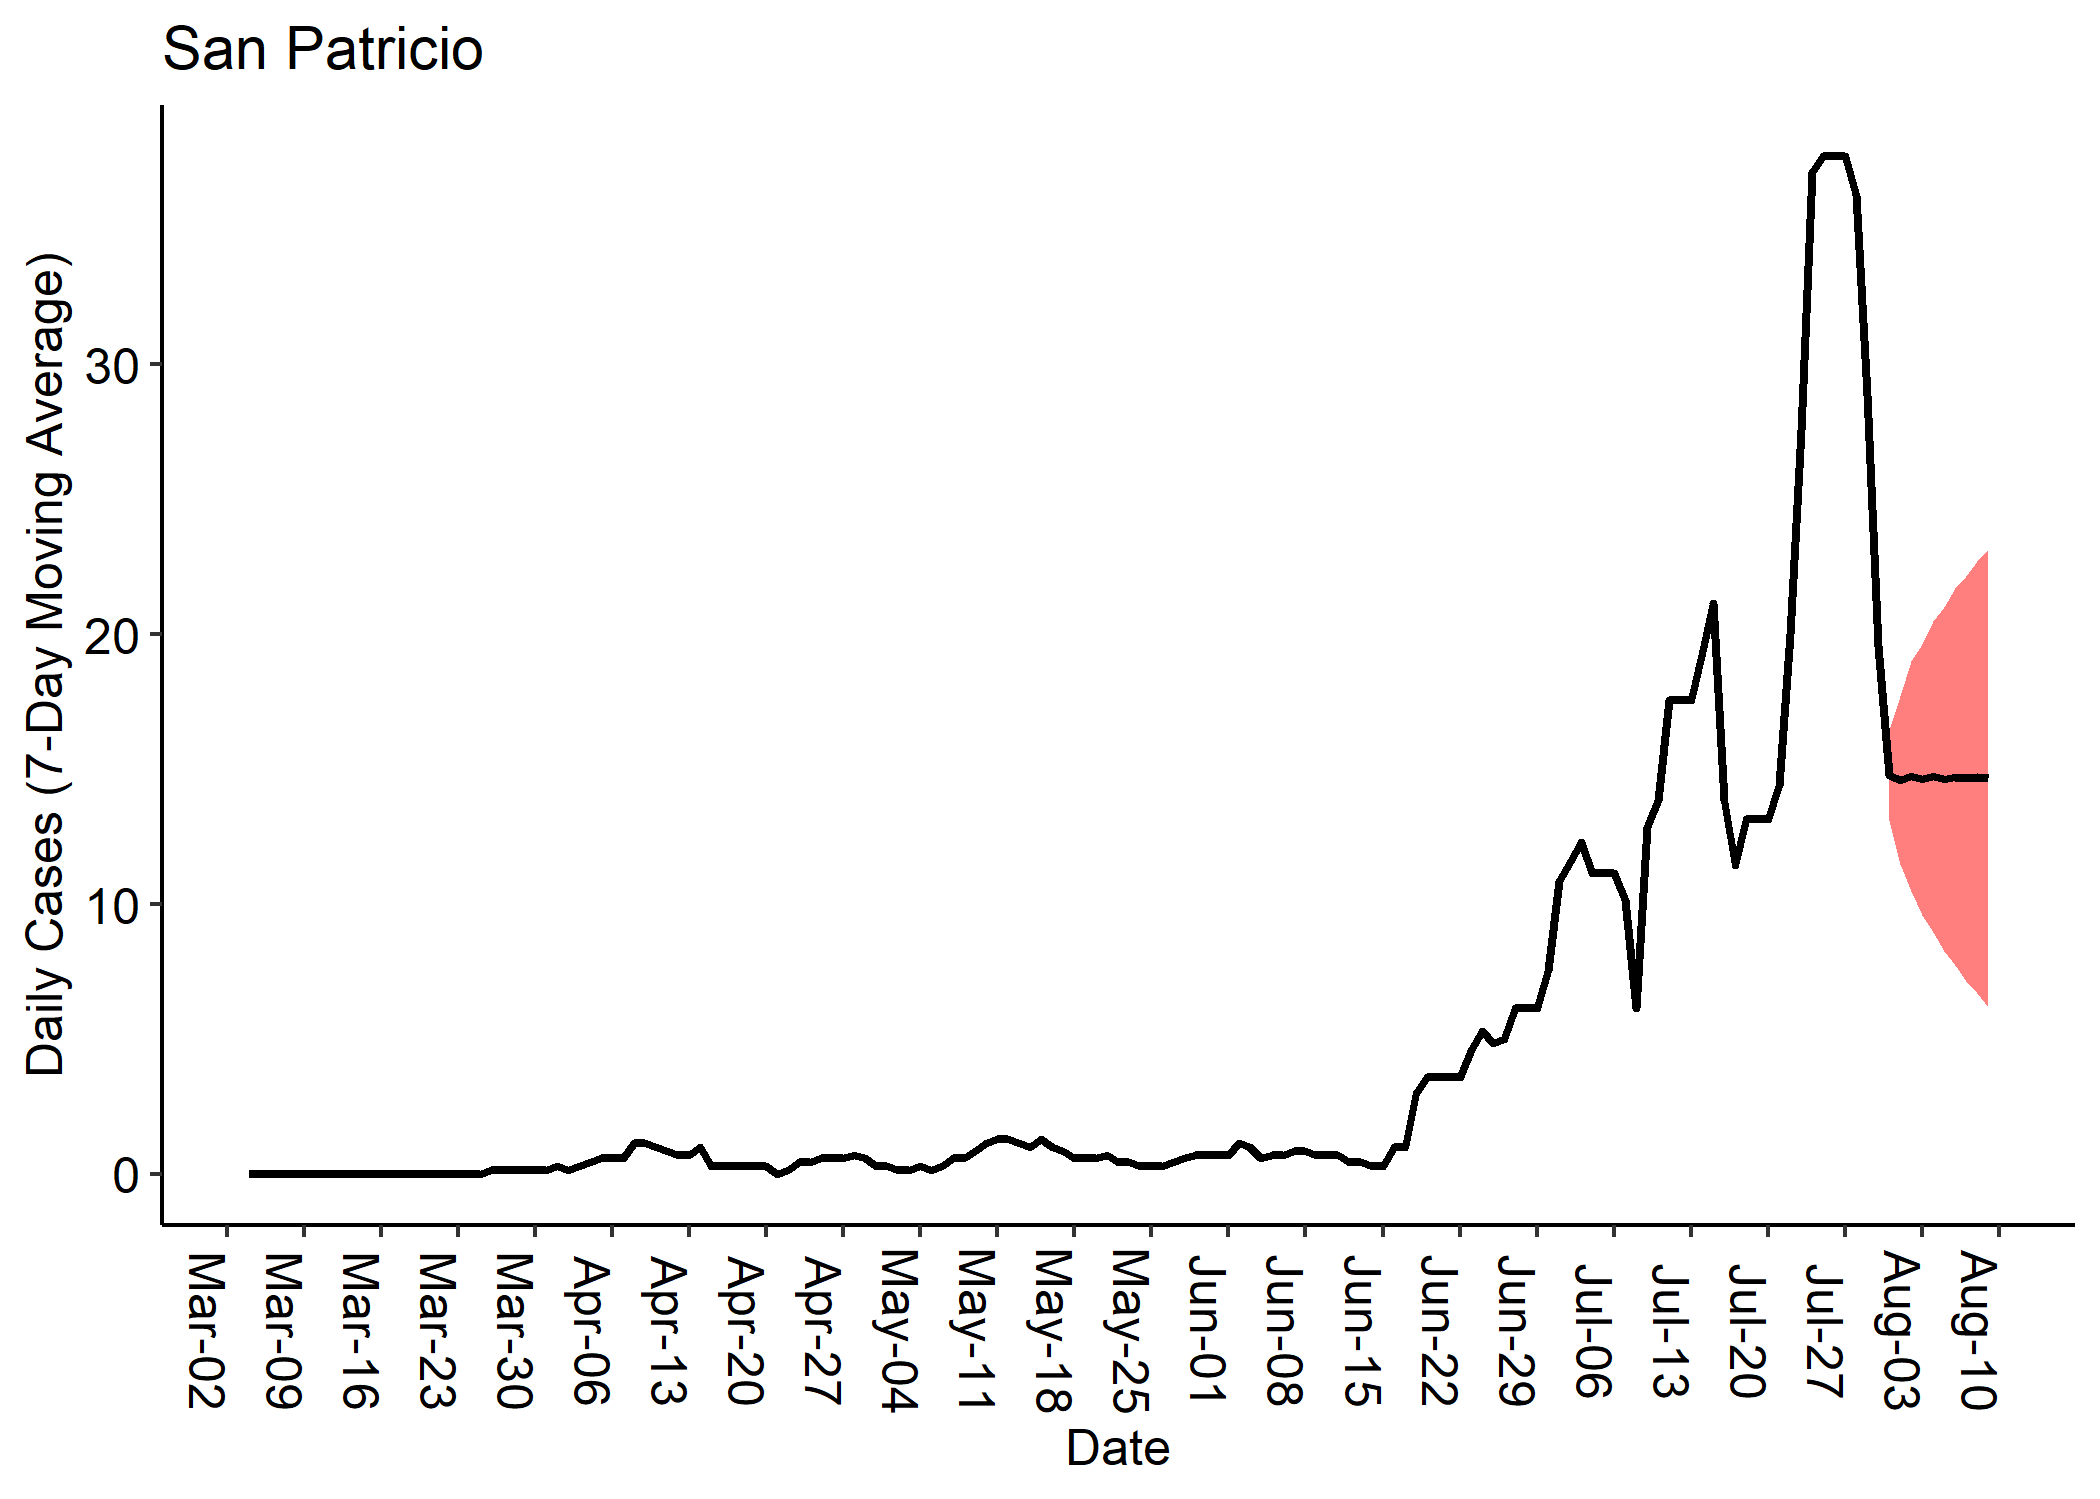 San Patricio
Daily Cases (7-Day Moving Average)
30
20
10
0
Mar-02
Mar-09
Mar-16
Mar-23
Mar-30
Apr-06
Apr-13
Apr-20
Apr-27
May-04
May-11
May-18
May-25
Jun-01
Jun-08
Jun-15
Jun-22
Jun-29
Jul-06
Jul-13
Jul-20
Jul-27
Aug-03
Aug-10
Date